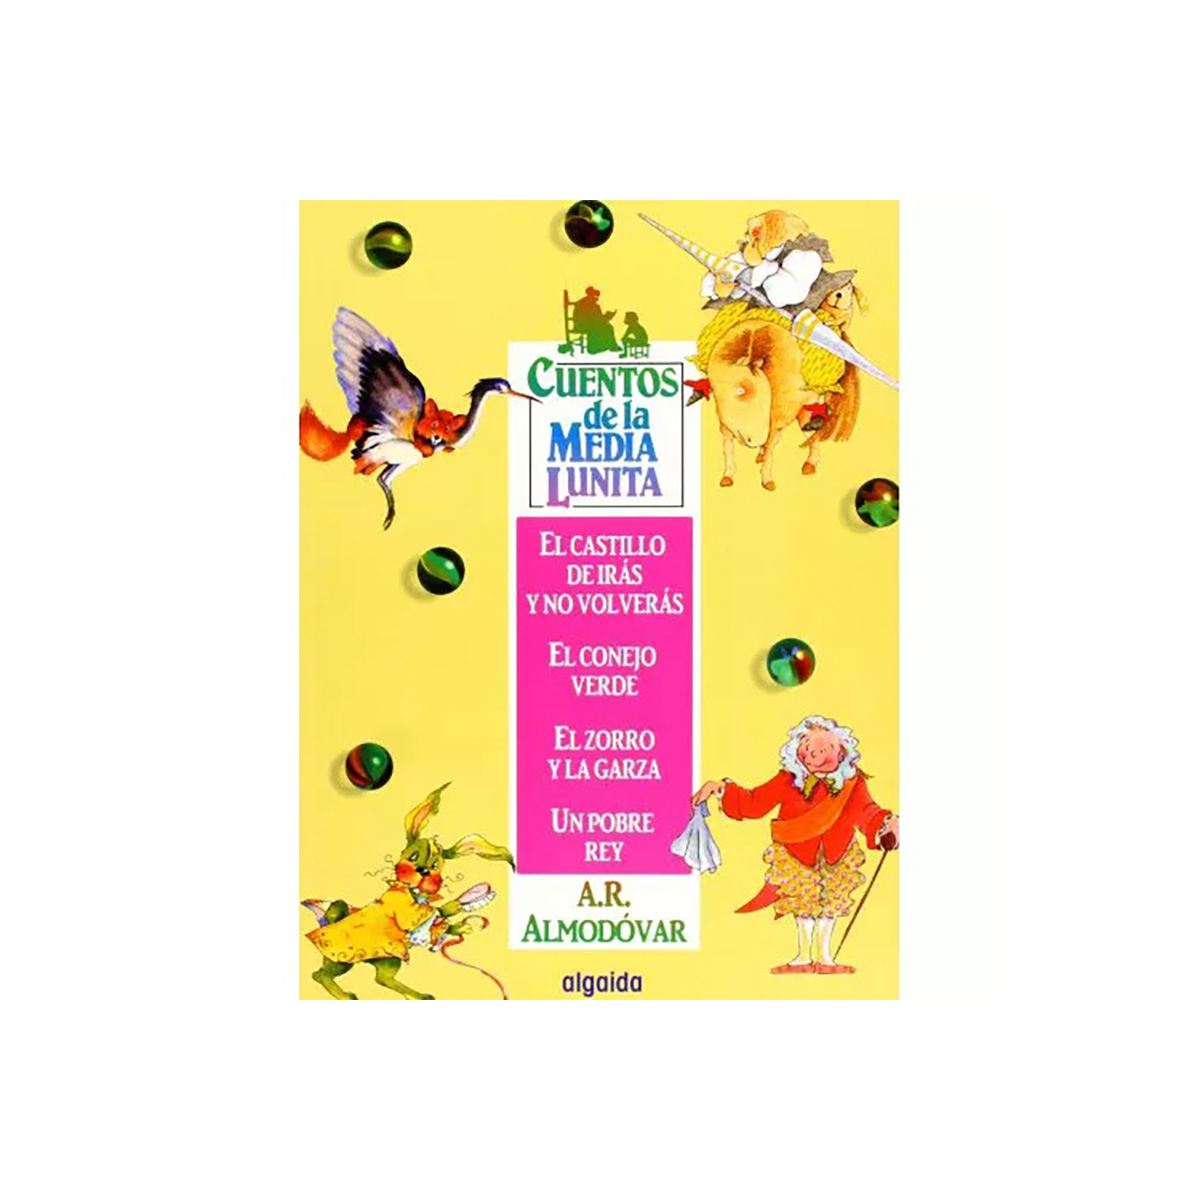 CUENTOS
de la
MEDIA
LUNITA
EL CASTILLO
DE IRÁS
Y NO VOLVERÁS
EL CONEJO
VERDE
EL ZORRO
Y LA GARZA
UN POBRE
REY
A.R.
ALMODÓVAR
algaida